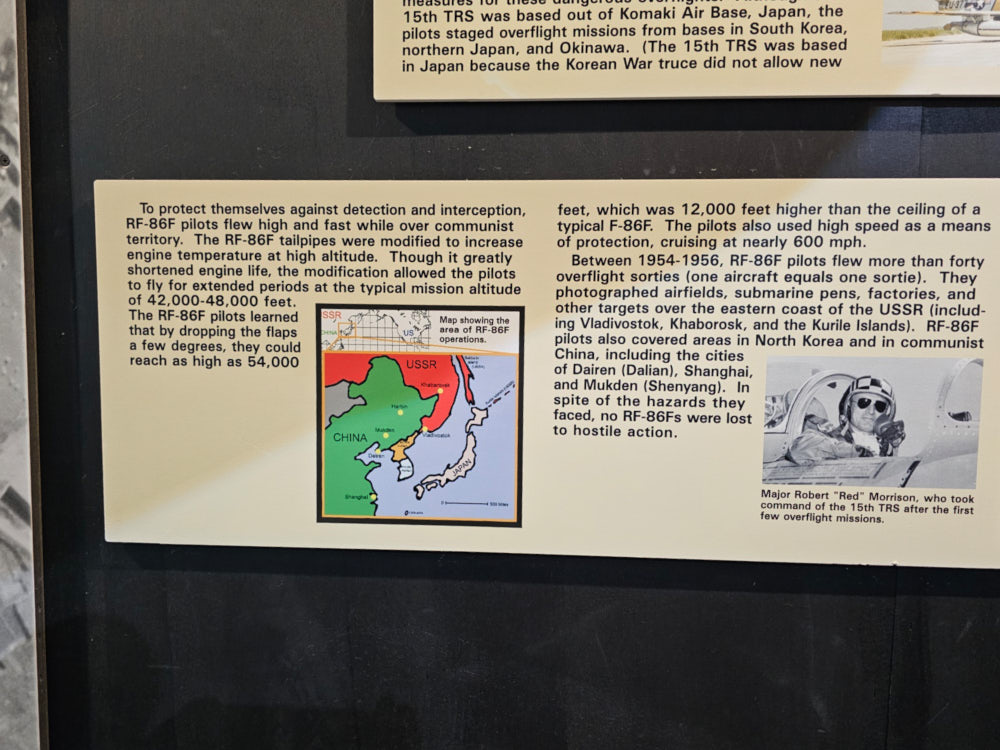 measures for these dangerous overflights.
15th TRS was based out of Komaki Air Base, Japan, the
pilots staged overflight missions from bases in South Korea,
northern Japan, and Okinawa. (The 15th TRS was based
in Japan because the Korean War truce did not allow new
To protect themselves against detection and interception,
RF-86F pilots flew high and fast while over communist
territory. The RF-86F tailpipes were modified to increase
engine temperature at high altitude. Though it greatly
shortened engine life, the modification allowed the pilots
to fly for extended periods at the typical mission altitude
of 42,000-48,000 feet.
The RF-86F pilots learned
that by dropping the flaps
a few degrees, they could
reach as high as 54,000
SSR
CHINA
US
Map showing the
area of RF-86F
operations.
USSR
Khabarovsk
Harbin
Mukden
Vladivostok
CHINA
Dairen
JAPAN
Shanghai
0
500 Miles
Okinawa
feet, which was 12,000 feet higher than the ceiling of a
typical F-86F. The pilots also used high speed as a means
of protection, cruising at nearly 600 mph.
Between 1954-1956, RF-86F pilots flew more than forty
overflight sorties (one aircraft equals one sortie). They
photographed airfields, submarine pens, factories, and
other targets over the eastern coast of the USSR (includ-
ing Vladivostok, Khaborosk, and the Kurile Islands). RF-86F
pilots also covered areas in North Korea and in communist
China, including the cities
of Dairen (Dalian), Shanghai,
and Mukden (Shenyang). In
spite of the hazards they
faced, no RF-86Fs were lost
to hostile action.
Major Robert "Red" Morrison, who took
command of the 15th TRS after the first
few overflight missions.